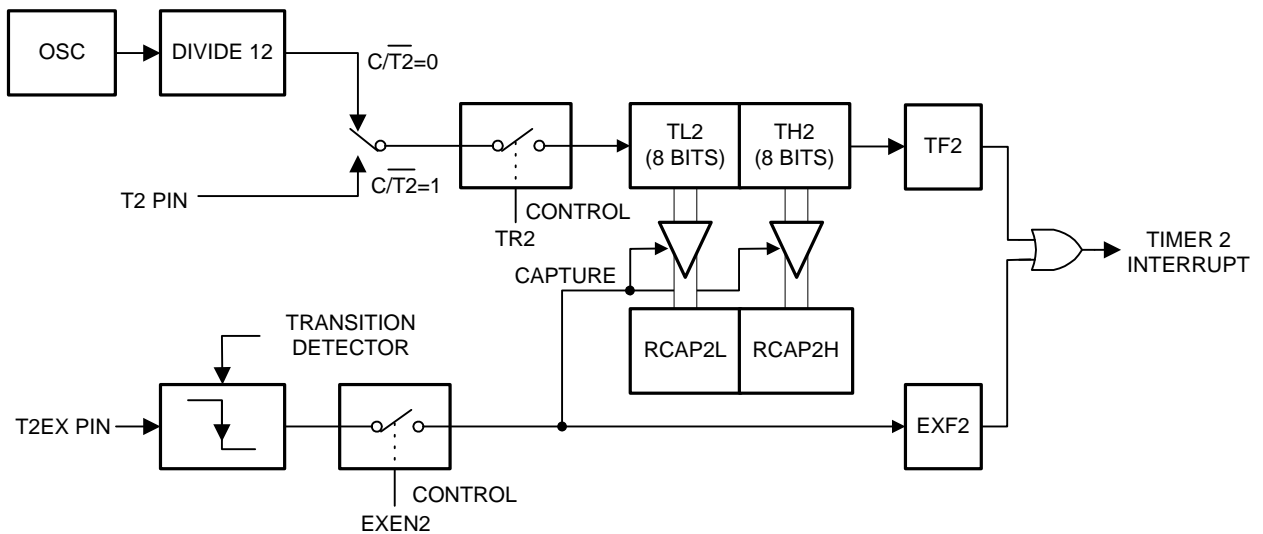 OSC
DIVIDE 12
C/T2=0
C/T2=1
T2 PIN
CONTROL
TR2
TL2
(8 BITS)
TH2
(8 BITS)
TF2
CAPTURE
RCAP2L
RCAP2H
TIMER 2
INTERRUPT
TRANSITION
DETECTOR
T2EX PIN
CONTROL
EXEN2
EXF2